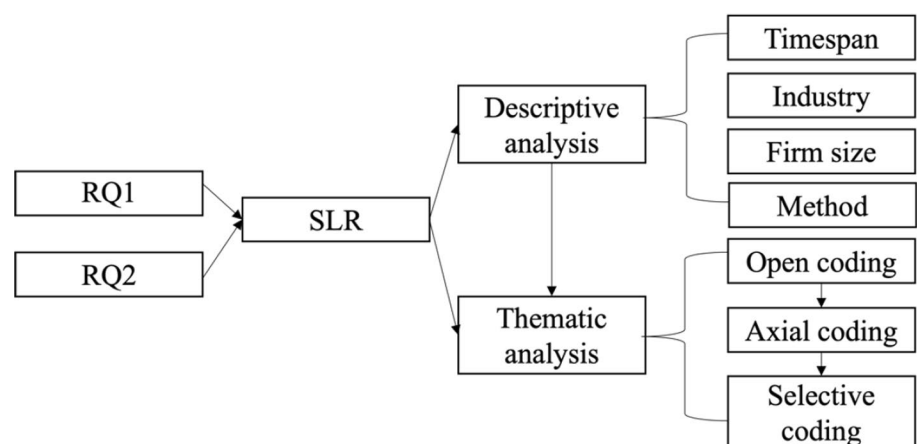 RQ1
RQ2
SLR
Descriptive
analysis
Thematic
analysis
Timespan
Industry
Firm size
Method
Open coding
Axial coding
Selective
coding